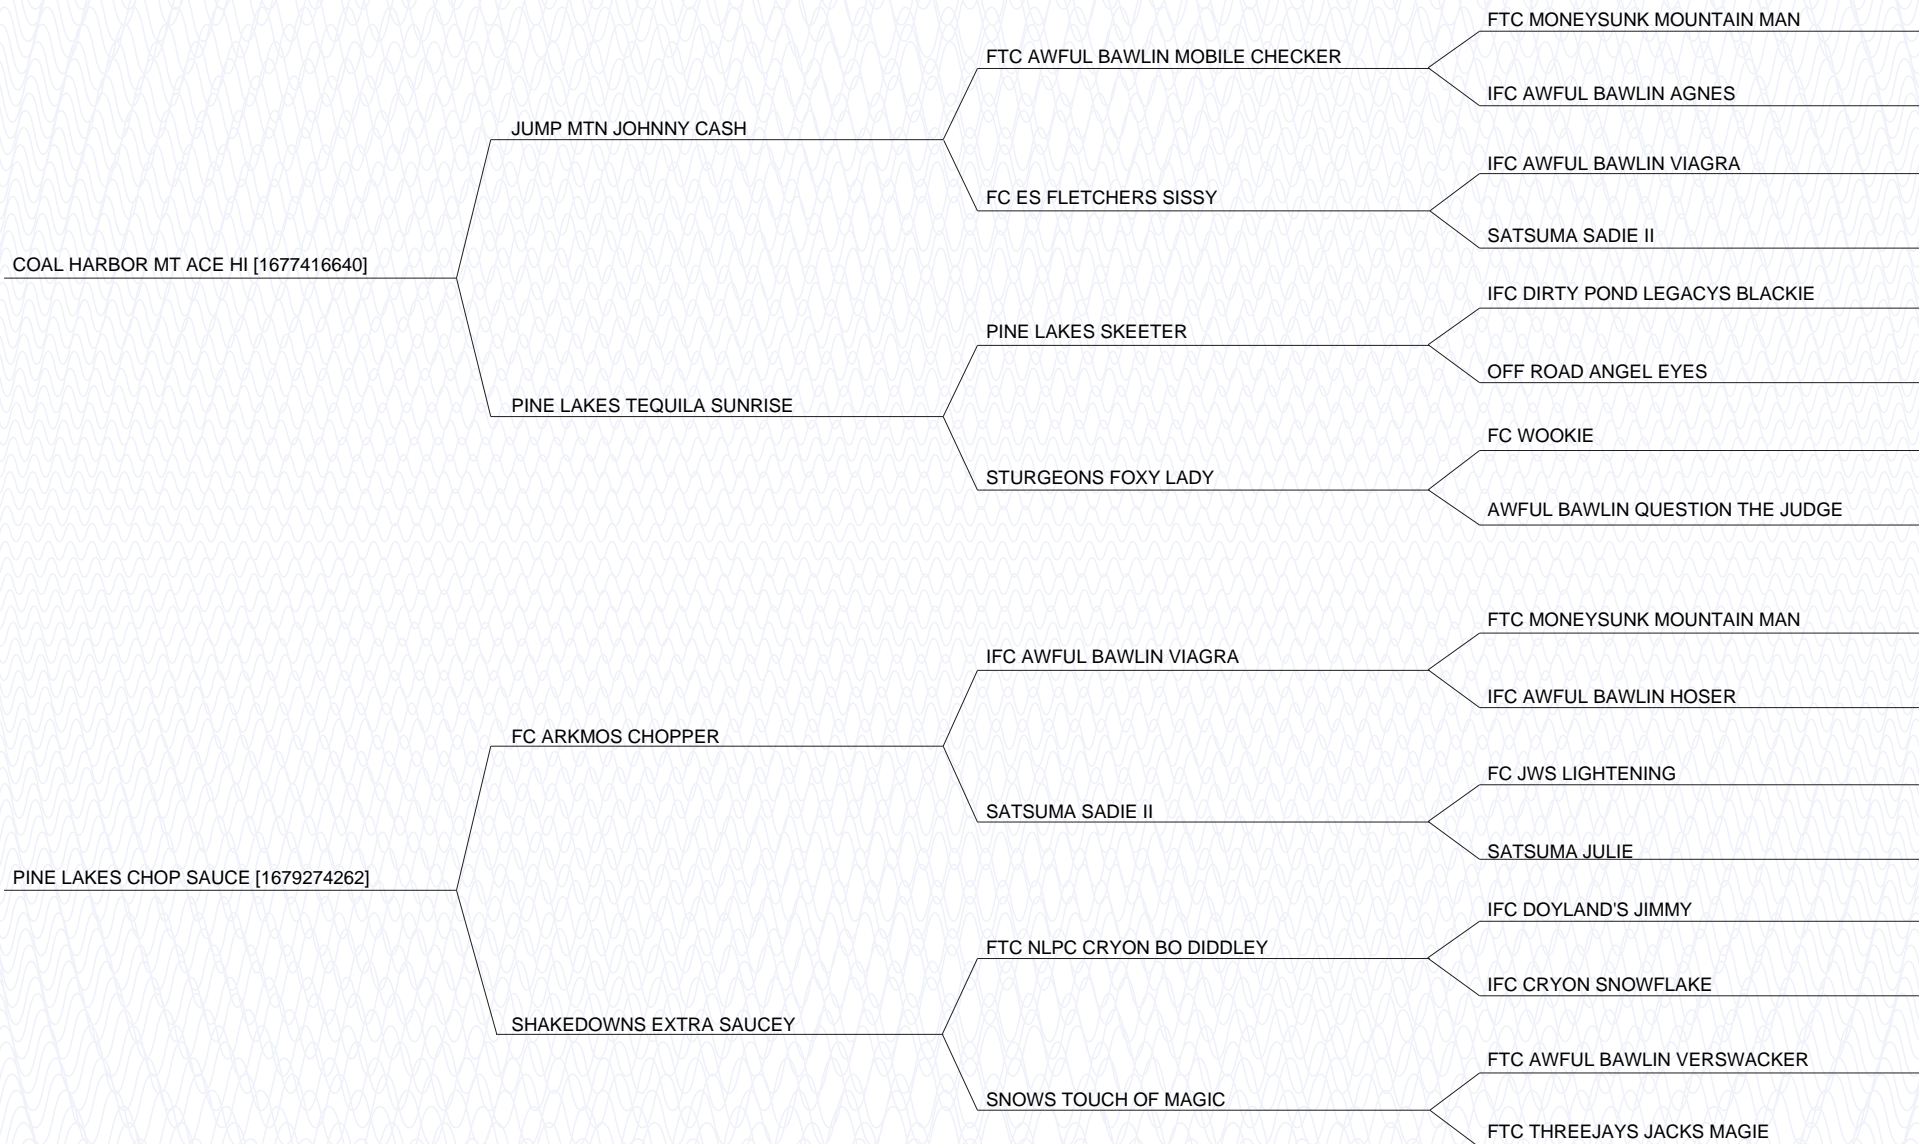 FTC MONEYSUNK MOUNTAIN MAN
FTC AWFUL BAWLIN MOBILE CHECKER
IFC AWFUL BAWLIN AGNES
JUMP MTN JOHNNY CASH
IFC AWFUL BAWLIN VIAGRA
FC ES FLETCHERS SISSY
SATSUMA SADIE II
COAL HARBOR MT ACE HI [1677416640]
IFC DIRTY POND LEGACYS BLACKIE
PINE LAKES SKEETER
OFF ROAD ANGEL EYES
PINE LAKES TEQUILA SUNRISE
FC WOOKIE
STURGEONS FOXY LADY
AWFUL BAWLIN QUESTION THE JUDGE
FTC MONEYSUNK MOUNTAIN MAN
IFC AWFUL BAWLIN VIAGRA
IFC AWFUL BAWLIN HOSER
FC ARKMOS CHOPPER
FC JWS LIGHTENING
SATSUMA SADIE II
SATSUMA JULIE
PINE LAKES CHOP SAUCE [1679274262]
IFC DOYLAND'S JIMMY
FTC NLPC CRYON BO DIDDLEY
IFC CRYON SNOWFLAKE
SHAKEDOWNS EXTRA SAUCEY
FTC AWFUL BAWLIN VERSWACKER
SNOWS TOUCH OF MAGIC
FTC THREEJAYS JACKS MAGIE